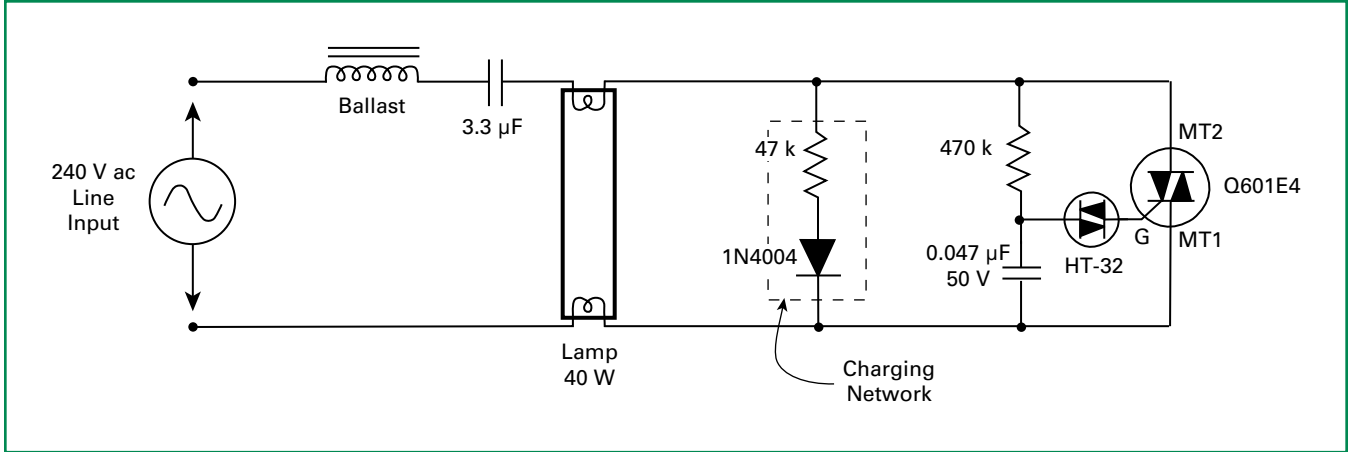 240 V ac
Line
Input
Ballast
3.3 µF
Lamp
40 W
47 k
1N4004
Charging
Network
470 k
0.047 µF
50 V
HT-32
G
MT2
Q601E4
MT1